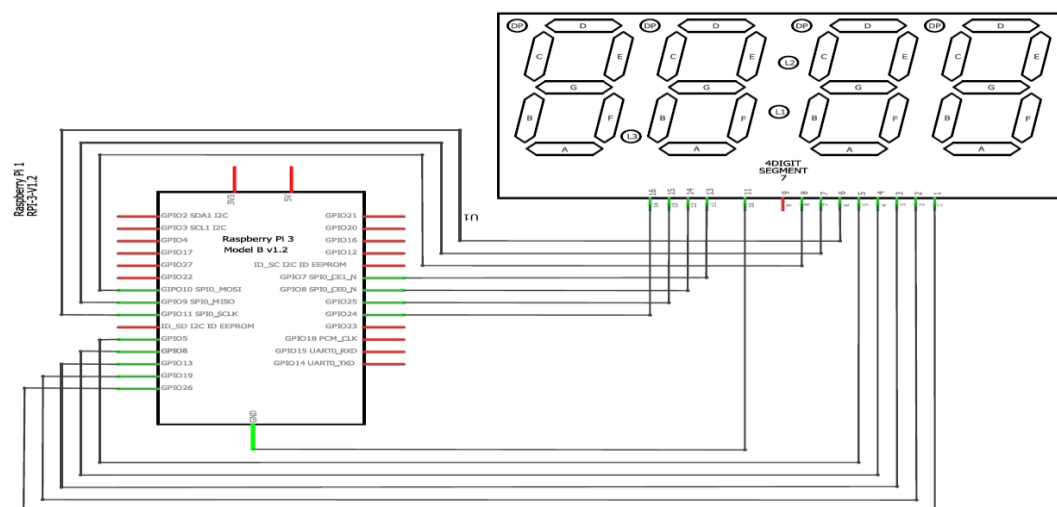 DP D DP D DP D DP D
C E C E C E C E
L2
G G G G
B F B F B F B F
L1
L3
A A A A
4DIGIT
SEGMENT
7
16 15 14 13 11 9 8 7 6 5 4 3 2 1
Raspberry Pi 1
RPI-3-V1.2
U1
3V3 5V
Raspberry Pi 3
Model B v1.2
GPIO2 SDA1 I2C
GPIO3 SCL1 I2C
GPIO4
GPIO17
GPIO27
GPIO22
GIPO10 SPI0_MOSI
GPIO9 SPI0_MISO
GPIO11 SPI0_SCLK
ID_SD I2C ID EEPROM
GPIO5
GPIO6
GPIO13
GPIO19
GPIO26
GPIO21
GPIO20
GPIO16
GPIO12
ID_SC I2C ID EEPROM
GPIO7 SPI0_CE1_N
GPIO8 SPI0_CE0_N
GPIO25
GPIO24
GPIO23
GPIO18 PCM_CLK
GPIO15 UART0_RXD
GPIO14 UART0_TXD
GND